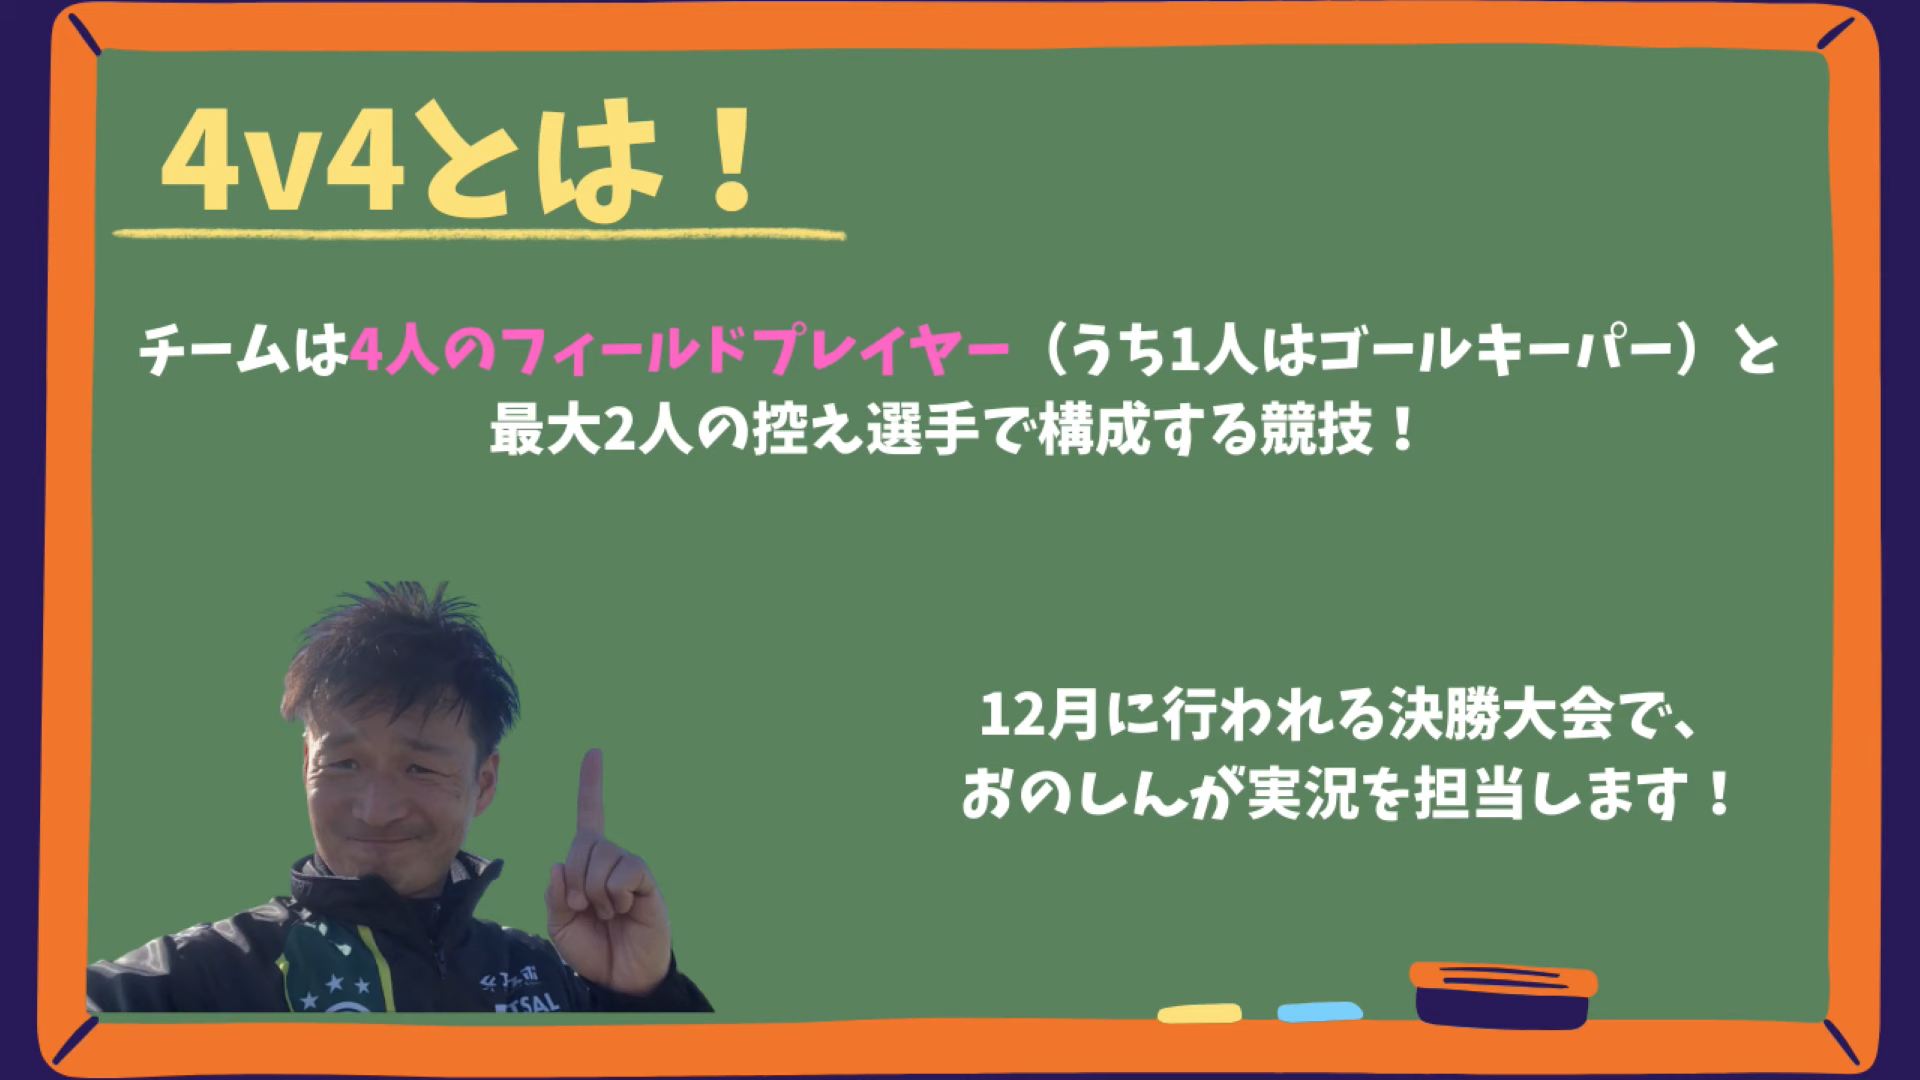 4v4とは！
チームは4人のフィールドプレイヤー（うち1人はゴールキーパー）と
最大2人の控え選手で構成する競技！
12月に行われる決勝大会で、
おのしんが実況を担当します！
TSAL